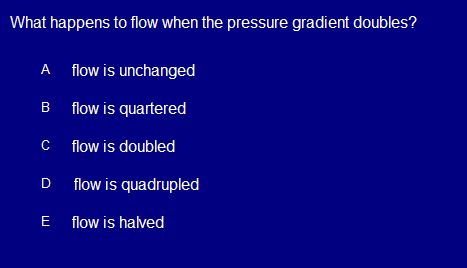 What happens to flow when the pressure gradient doubles?
A flow is unchanged
B flow is quartered
C flow is doubled
D flow is quadrupled
E flow is halved